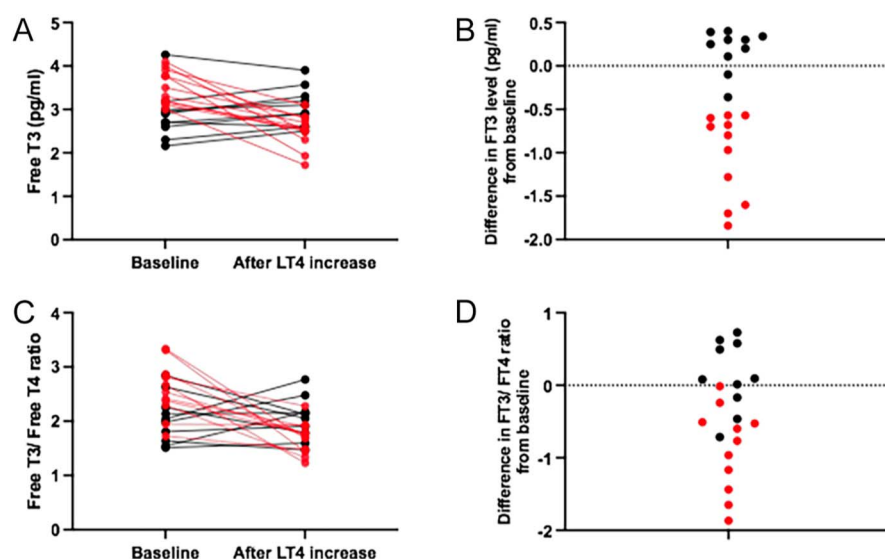 A
Free T3 (pg/ml)
5
4
3
2
1
0
Baseline After LT4 increase
B
Difference in FT3 level (pg/ml)
from baseline
0.5
0.0
-0.5
-1.0
-1.5
-2.0
C
Free T3/ Free T4 ratio
4
3
2
1
0
Baseline After LT4 increase
D
Difference in FT3/ FT4 ratio
from baseline
1
0
-1
-2